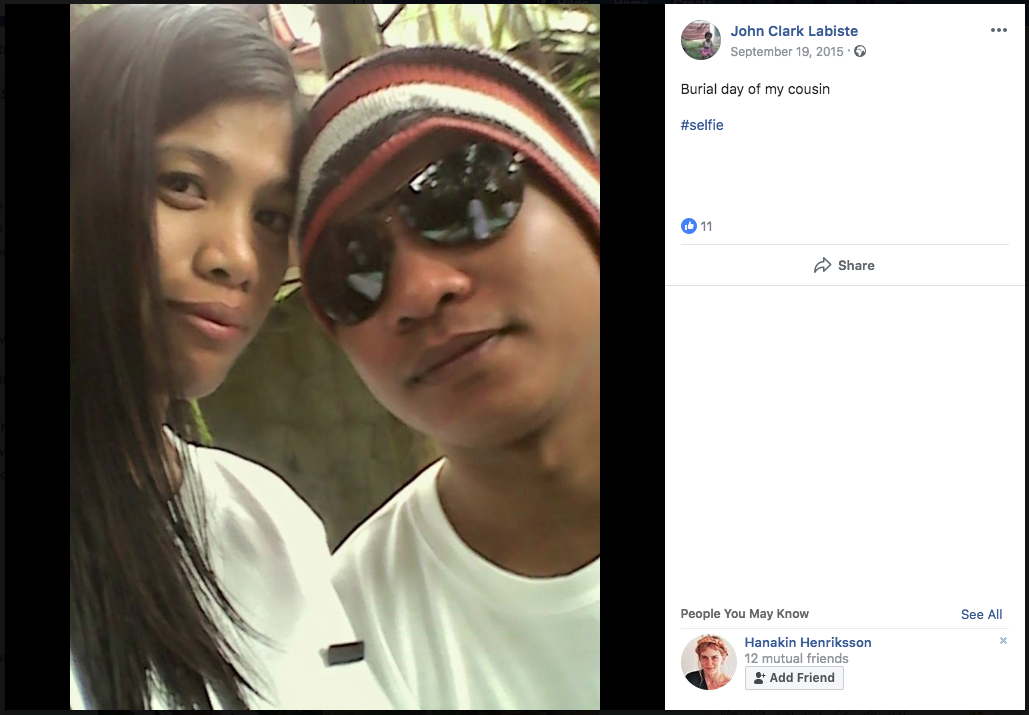 John Clark Labiste
September 19, 2015 ·
Burial day of my cousin
#selfie
11
Share
People You May Know
See All
Hanakin Henriksson
12 mutual friends
Add Friend